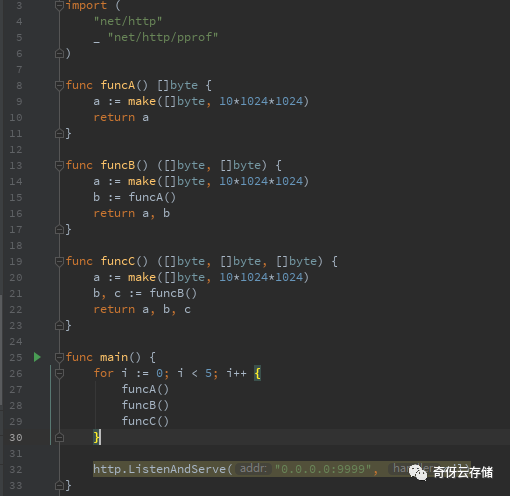 3 import (
4 "net/http"
5 _ "net/http/pprof"
6 )
7
8 func funcA() []byte {
9 a := make([]byte, 10*1024*1024)
10 return a
11 }
12
13 func funcB() ([]byte, []byte) {
14 a := make([]byte, 10*1024*1024)
15 b := funcA()
16 return a, b
17 }
18
19 func funcC() ([]byte, []byte, []byte) {
20 a := make([]byte, 10*1024*1024)
21 b, c := funcB()
22 return a, b, c
23 }
24
25 func main() {
26 for i := 0; i < 5; i++ {
27 funcA()
28 funcB()
29 funcC()
30 }
31
32 http.ListenAndServe( addr: "0.0.0.0:9999",
33 }
奇伢云存储